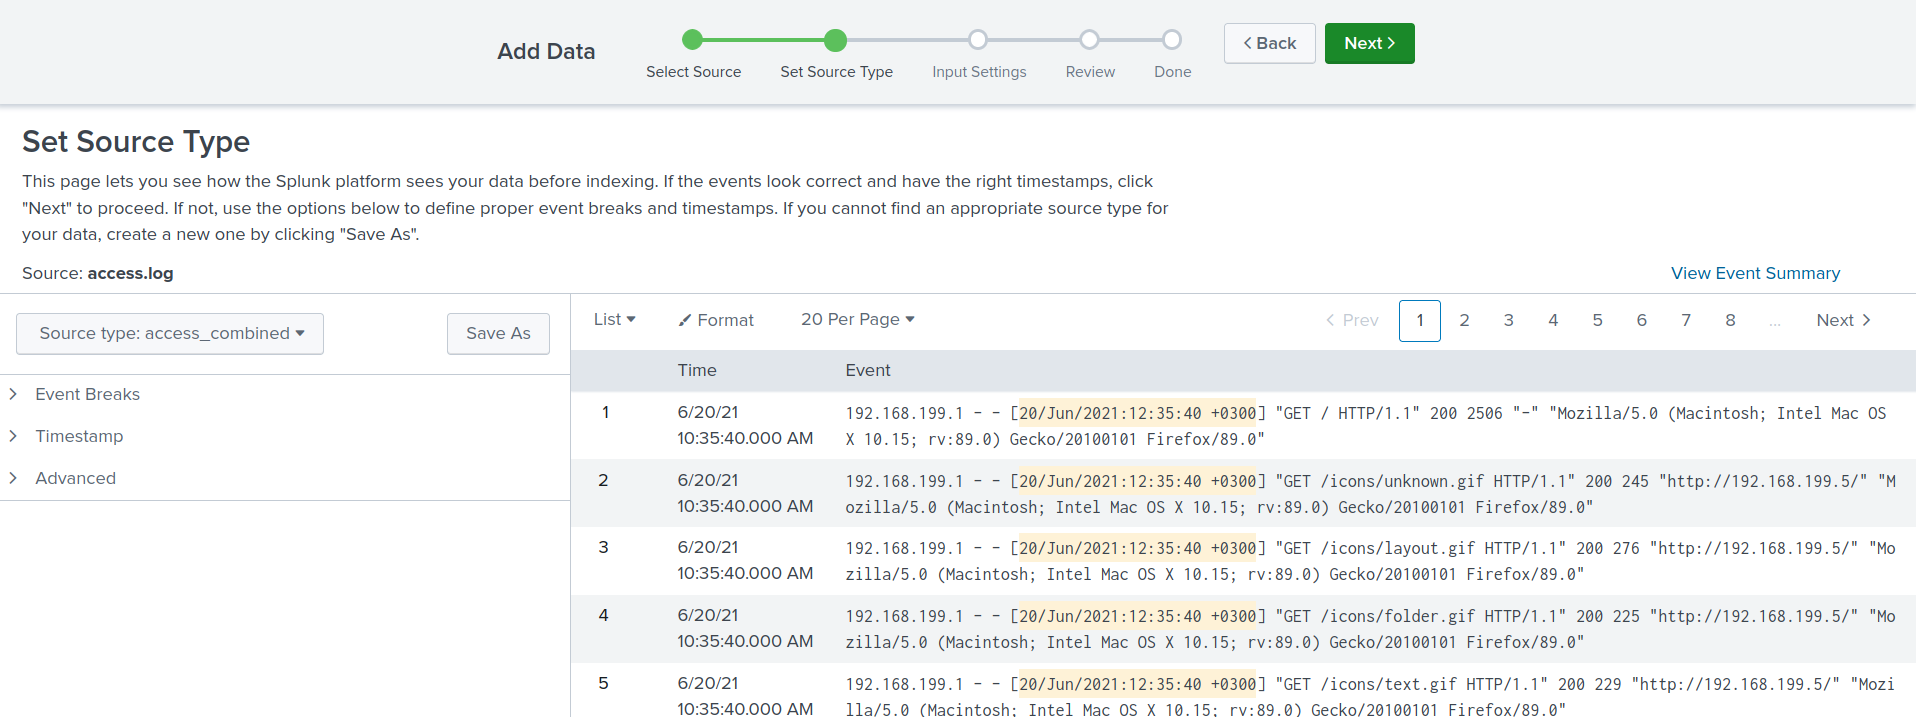 Add Data
Select Source
Set Source Type
Input Settings
Review
Done
Back
Next
Set Source Type
This page lets you see how the Splunk platform sees your data before indexing. If the events look correct and have the right timestamps, click
"Next" to proceed. If not, use the options below to define proper event breaks and timestamps. If you cannot find an appropriate source type for
your data, create a new one by clicking "Save As".
Source: access.log
View Event Summary
Source type: access_combined
Save As
Event Breaks
Timestamp
Advanced
List
Format
20 Per Page
Prev 1 2 3 4 5 6 7 8 ... Next
Time Event
1
6/20/21
10:35:40.000 AM
192.168.199.1 - - [20/Jun/2021:12:35:40 +0300] "GET / HTTP/1.1" 200 2506 "-" "Mozilla/5.0 (Macintosh; Intel Mac OS
X 10.15; rv:89.0) Gecko/20100101 Firefox/89.0"
2
6/20/21
10:35:40.000 AM
192.168.199.1 - - [20/Jun/2021:12:35:40 +0300] "GET /icons/unknown.gif HTTP/1.1" 200 245 "http://192.168.199.5/" "M
ozilla/5.0 (Macintosh; Intel Mac OS X 10.15; rv:89.0) Gecko/20100101 Firefox/89.0"
3
6/20/21
10:35:40.000 AM
192.168.199.1 - - [20/Jun/2021:12:35:40 +0300] "GET /icons/layout.gif HTTP/1.1" 200 276 "http://192.168.199.5/" "Mo
zilla/5.0 (Macintosh; Intel Mac OS X 10.15; rv:89.0) Gecko/20100101 Firefox/89.0"
4
6/20/21
10:35:40.000 AM
192.168.199.1 - - [20/Jun/2021:12:35:40 +0300] "GET /icons/folder.gif HTTP/1.1" 200 225 "http://192.168.199.5/" "Mo
zilla/5.0 (Macintosh; Intel Mac OS X 10.15; rv:89.0) Gecko/20100101 Firefox/89.0"
5
6/20/21
10:35:40.000 AM
192.168.199.1 - - [20/Jun/2021:12:35:40 +0300] "GET /icons/text.gif HTTP/1.1" 200 229 "http://192.168.199.5/" "Mozi
lla/5.0 (Macintosh; Intel Mac OS X 10.15; rv:89.0) Gecko/20100101 Firefox/89.0"